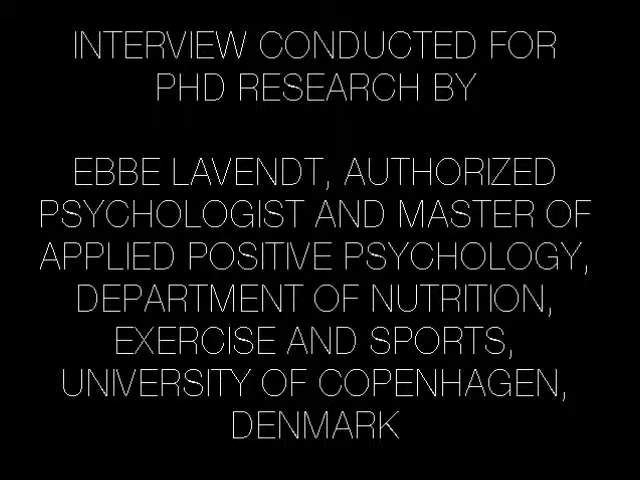 INTERVIEW CONDUCTED FOR
PHD RESEARCH BY
EBBE LAVENDT, AUTHORIZED
PSYCHOLOGIST AND MASTER OF
APPLIED POSITIVE PSYCHOLOGY,
DEPARTMENT OF NUTRITION,
EXERCISE AND SPORTS,
UNIVERSITY OF COPENHAGEN,
DENMARK